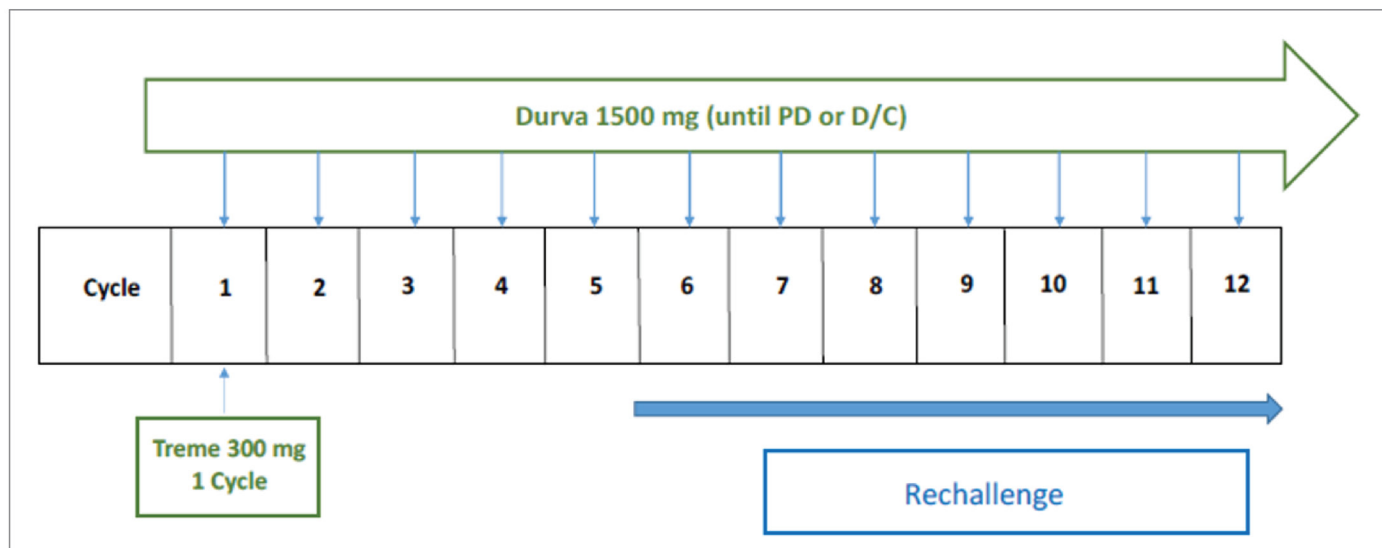 Durva 1500 mg (until PD or D/C)
Cycle 1 2 3 4 5 6 7 8 9 10 11 12
Treme 300 mg
1 Cycle
Rechallenge